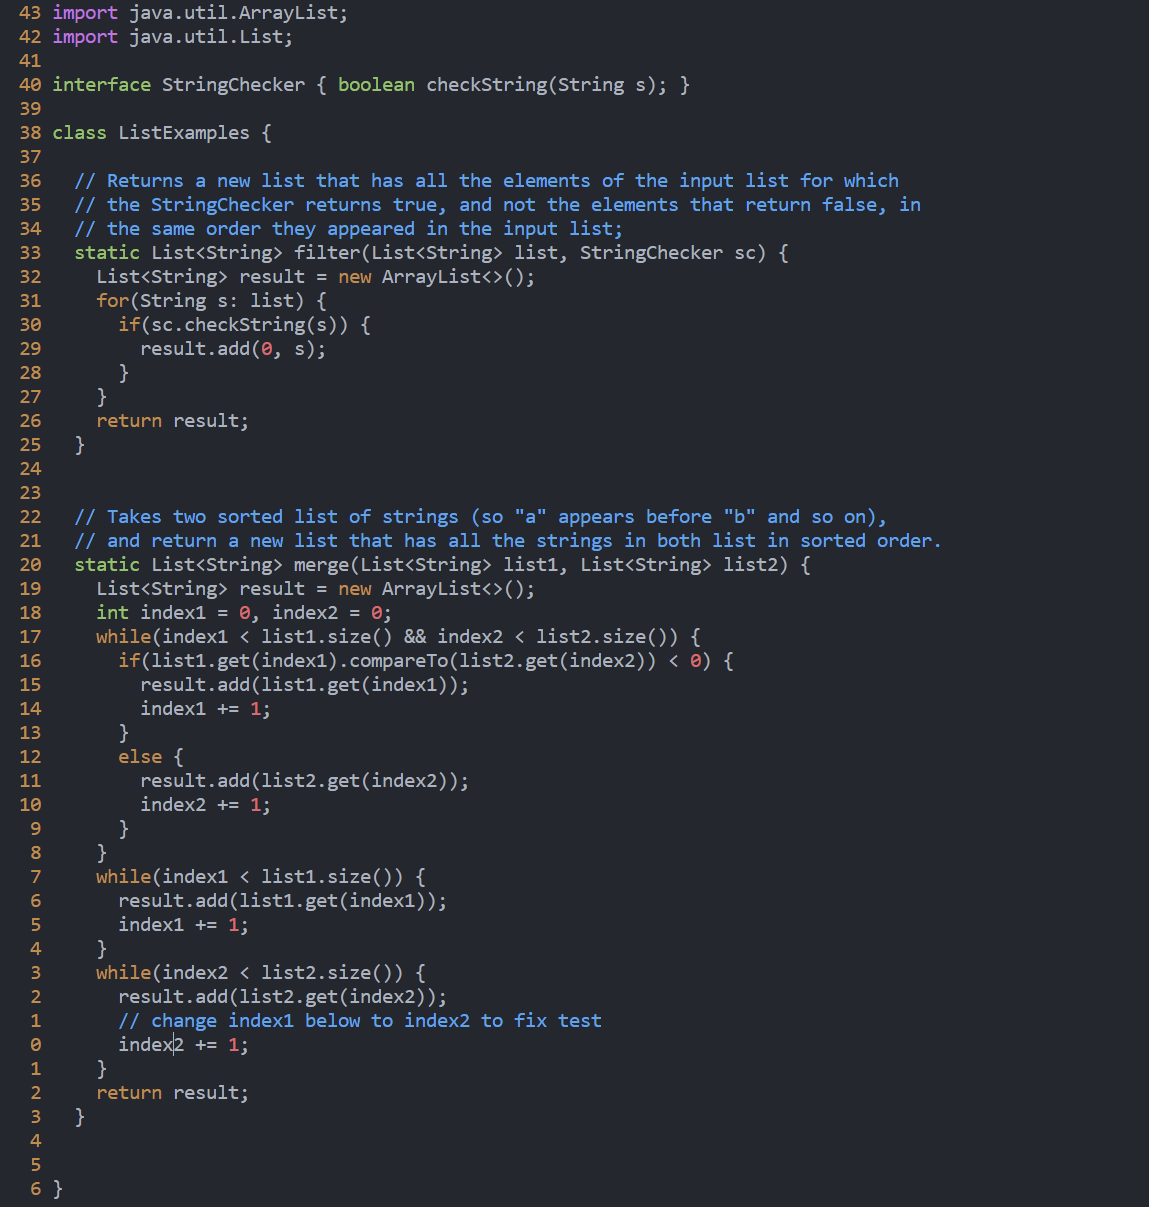 43 import java.util.ArrayList;
42 import java.util.List;
41
40 interface StringChecker { boolean checkString(String s); }
39
38 class ListExamples {
37
36   // Returns a new list that has all the elements of the input list for which
35   // the StringChecker returns true, and not the elements that return false, in
34   // the same order they appeared in the input list;
33   static List<String> filter(List<String> list, StringChecker sc) {
32     List<String> result = new ArrayList<>();
31     for(String s: list) {
30       if(sc.checkString(s)) {
29         result.add(0, s);
28       }
27     }
26     return result;
25   }
24
23
22   // Takes two sorted list of strings (so "a" appears before "b" and so on),
21   // and return a new list that has all the strings in both list in sorted order.
20   static List<String> merge(List<String> list1, List<String> list2) {
19     List<String> result = new ArrayList<>();
18     int index1 = 0, index2 = 0;
17     while(index1 < list1.size() && index2 < list2.size()) {
16       if(list1.get(index1).compareTo(list2.get(index2)) < 0) {
15         result.add(list1.get(index1));
14         index1 += 1;
13       }
12       else {
11         result.add(list2.get(index2));
10         index2 += 1;
9       }
8     }
7     while(index1 < list1.size()) {
6       result.add(list1.get(index1));
5       index1 += 1;
4     }
3     while(index2 < list2.size()) {
2       result.add(list2.get(index2));
1       // change index1 below to index2 to fix test
0       index2 += 1;
1     }
2     return result;
3   }
4
5
6 }